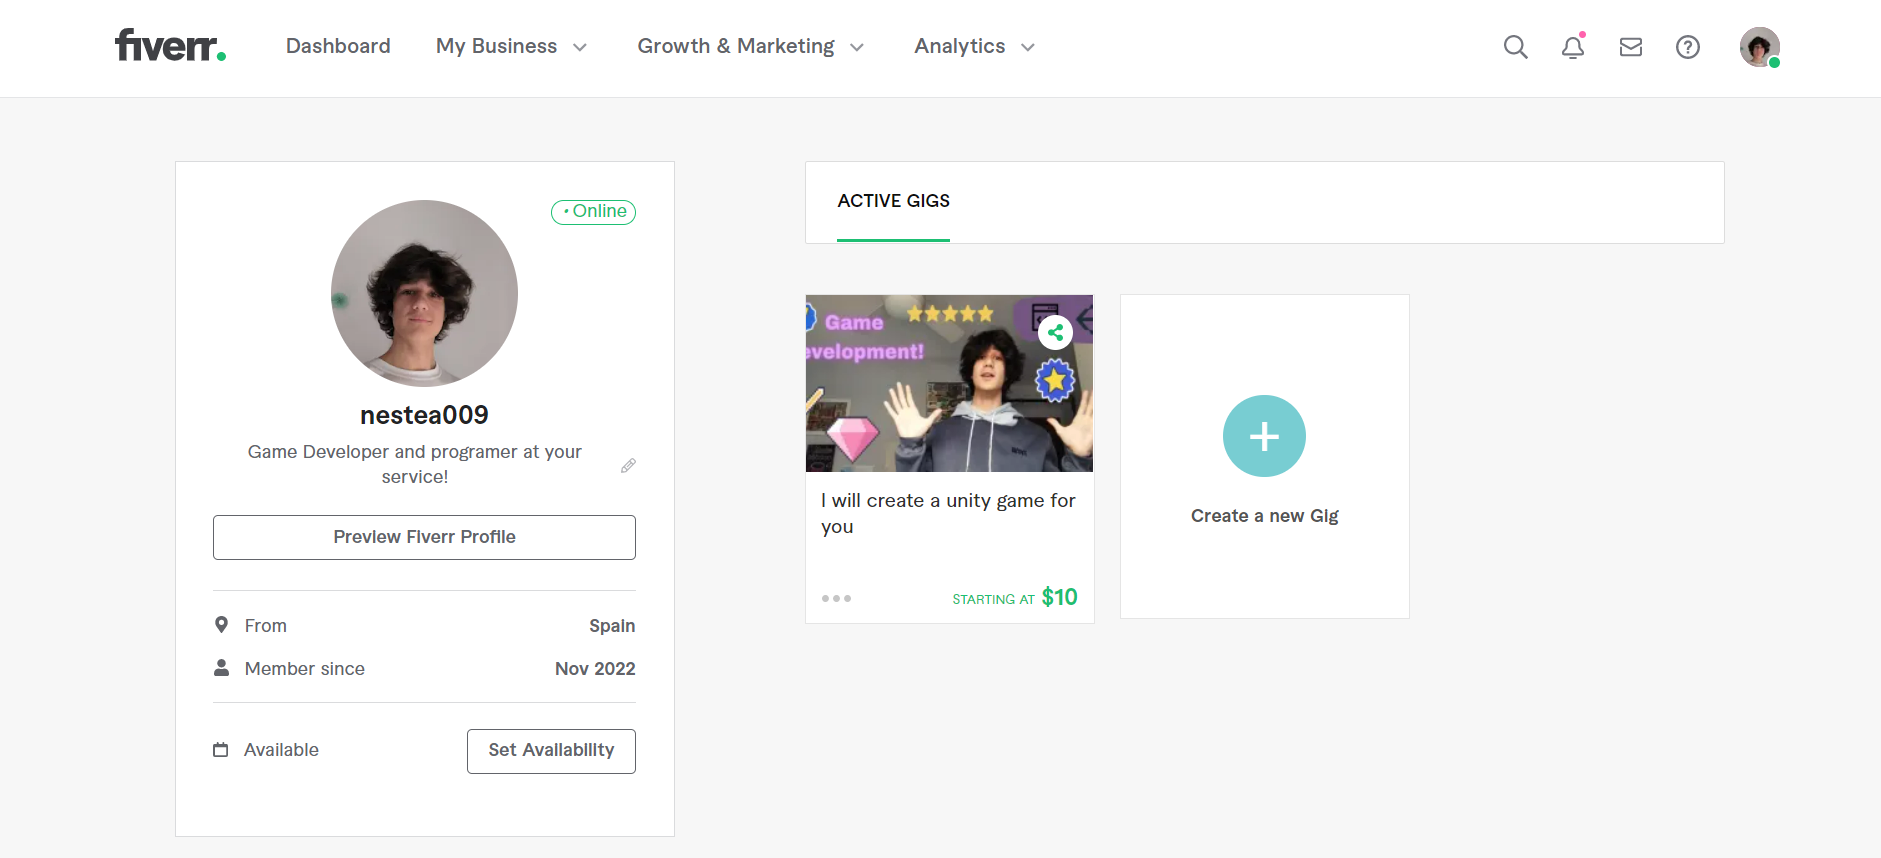 fiverr.
Dashboard
My Business
Growth & Marketing
Analytics
Online
nestea009
Game Developer and programer at your
service!
Preview Fiverr Profile
From
Spain
Member since
Nov 2022
Available
Set Availability
ACTIVE GIGS
Game
evelopment!
I will create a unity game for
you
STARTING AT $10
Create a new Gig